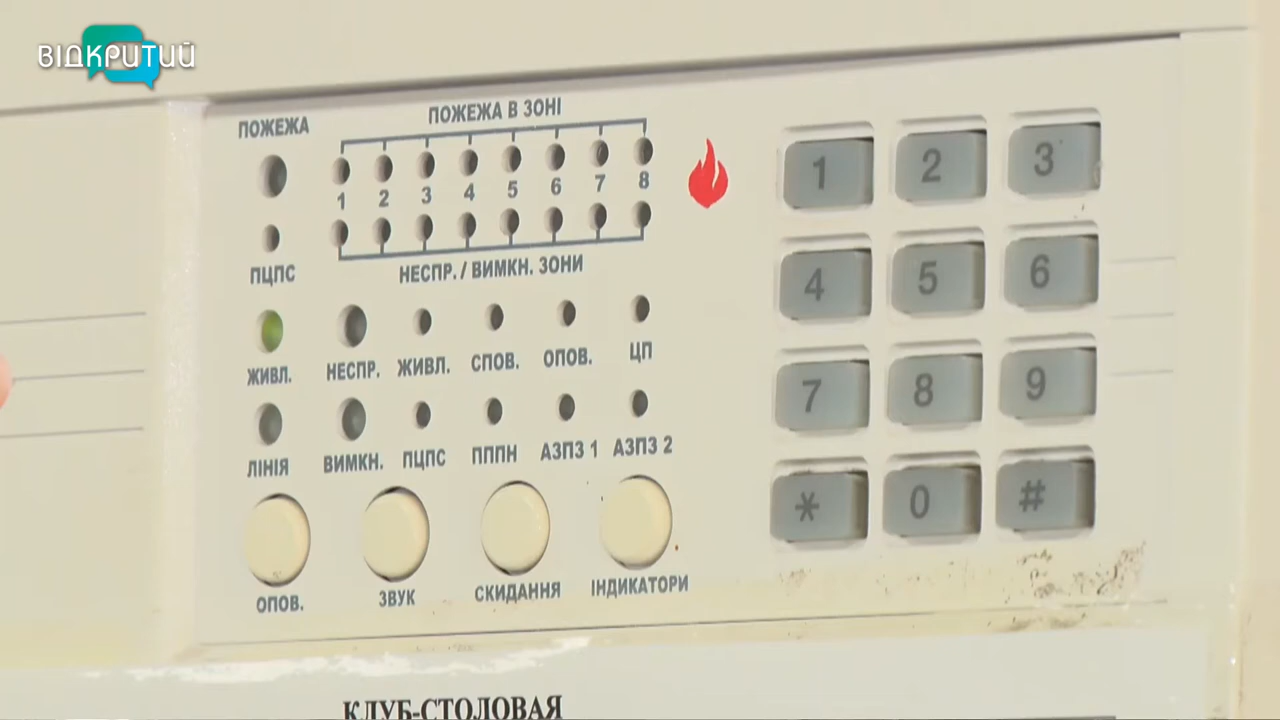 ВІДКРИТИЙ
ПОЖЕЖА
ПОЖЕЖА В ЗОНІ
1 2 3 4 5 6 7 8
ПЦПС
НЕСПР. / ВИМКН. ЗОНИ
ЖИВЛ. НЕСПР. ЖИВЛ. СПОВ. ОПОВ. ЦП
ЛІНІЯ ВИМКН. ПЦПС ПППН АЗПЗ 1 АЗПЗ 2
ОПОВ. ЗВУК СКИДАННЯ ІНДИКАТОРИ
1 2 3
4 5 6
7 8 9
* 0 #
КЛУБ-СТОЛОВАЯ